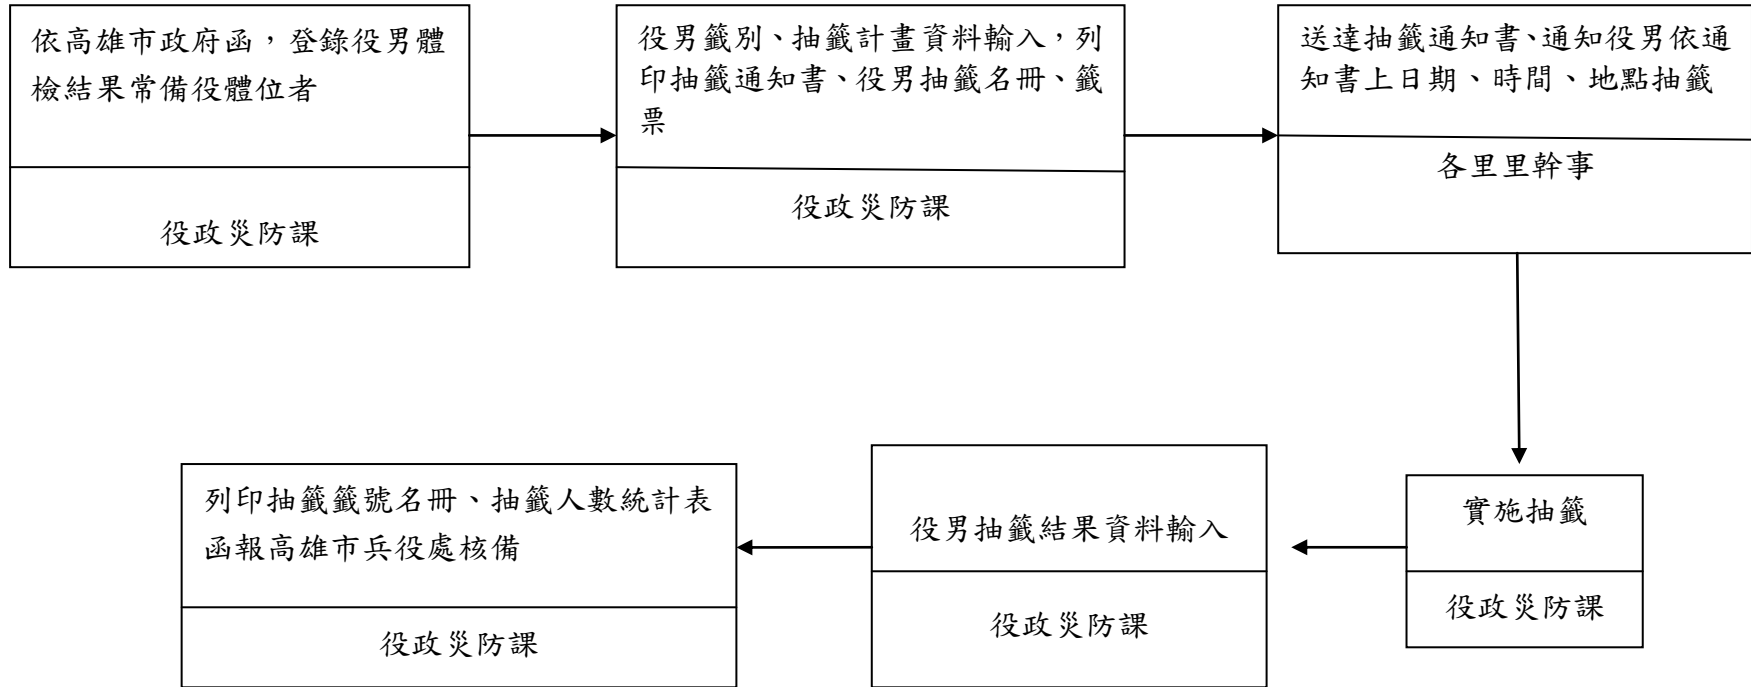 依高雄市政府函，登錄役男體
檢結果常備役體位者
役政災防課
役男籤別、抽籤計畫資料輸入，列
印抽籤通知書、役男抽籤名冊、籤
票
役政災防課
送達抽籤通知書、通知役男依通
知書上日期、時間、地點抽籤
各里里幹事
實施抽籤
役政災防課
役男抽籤結果資料輸入
役政災防課
列印抽籤籤號名冊、抽籤人數統計表
函報高雄市兵役處核備
役政災防課